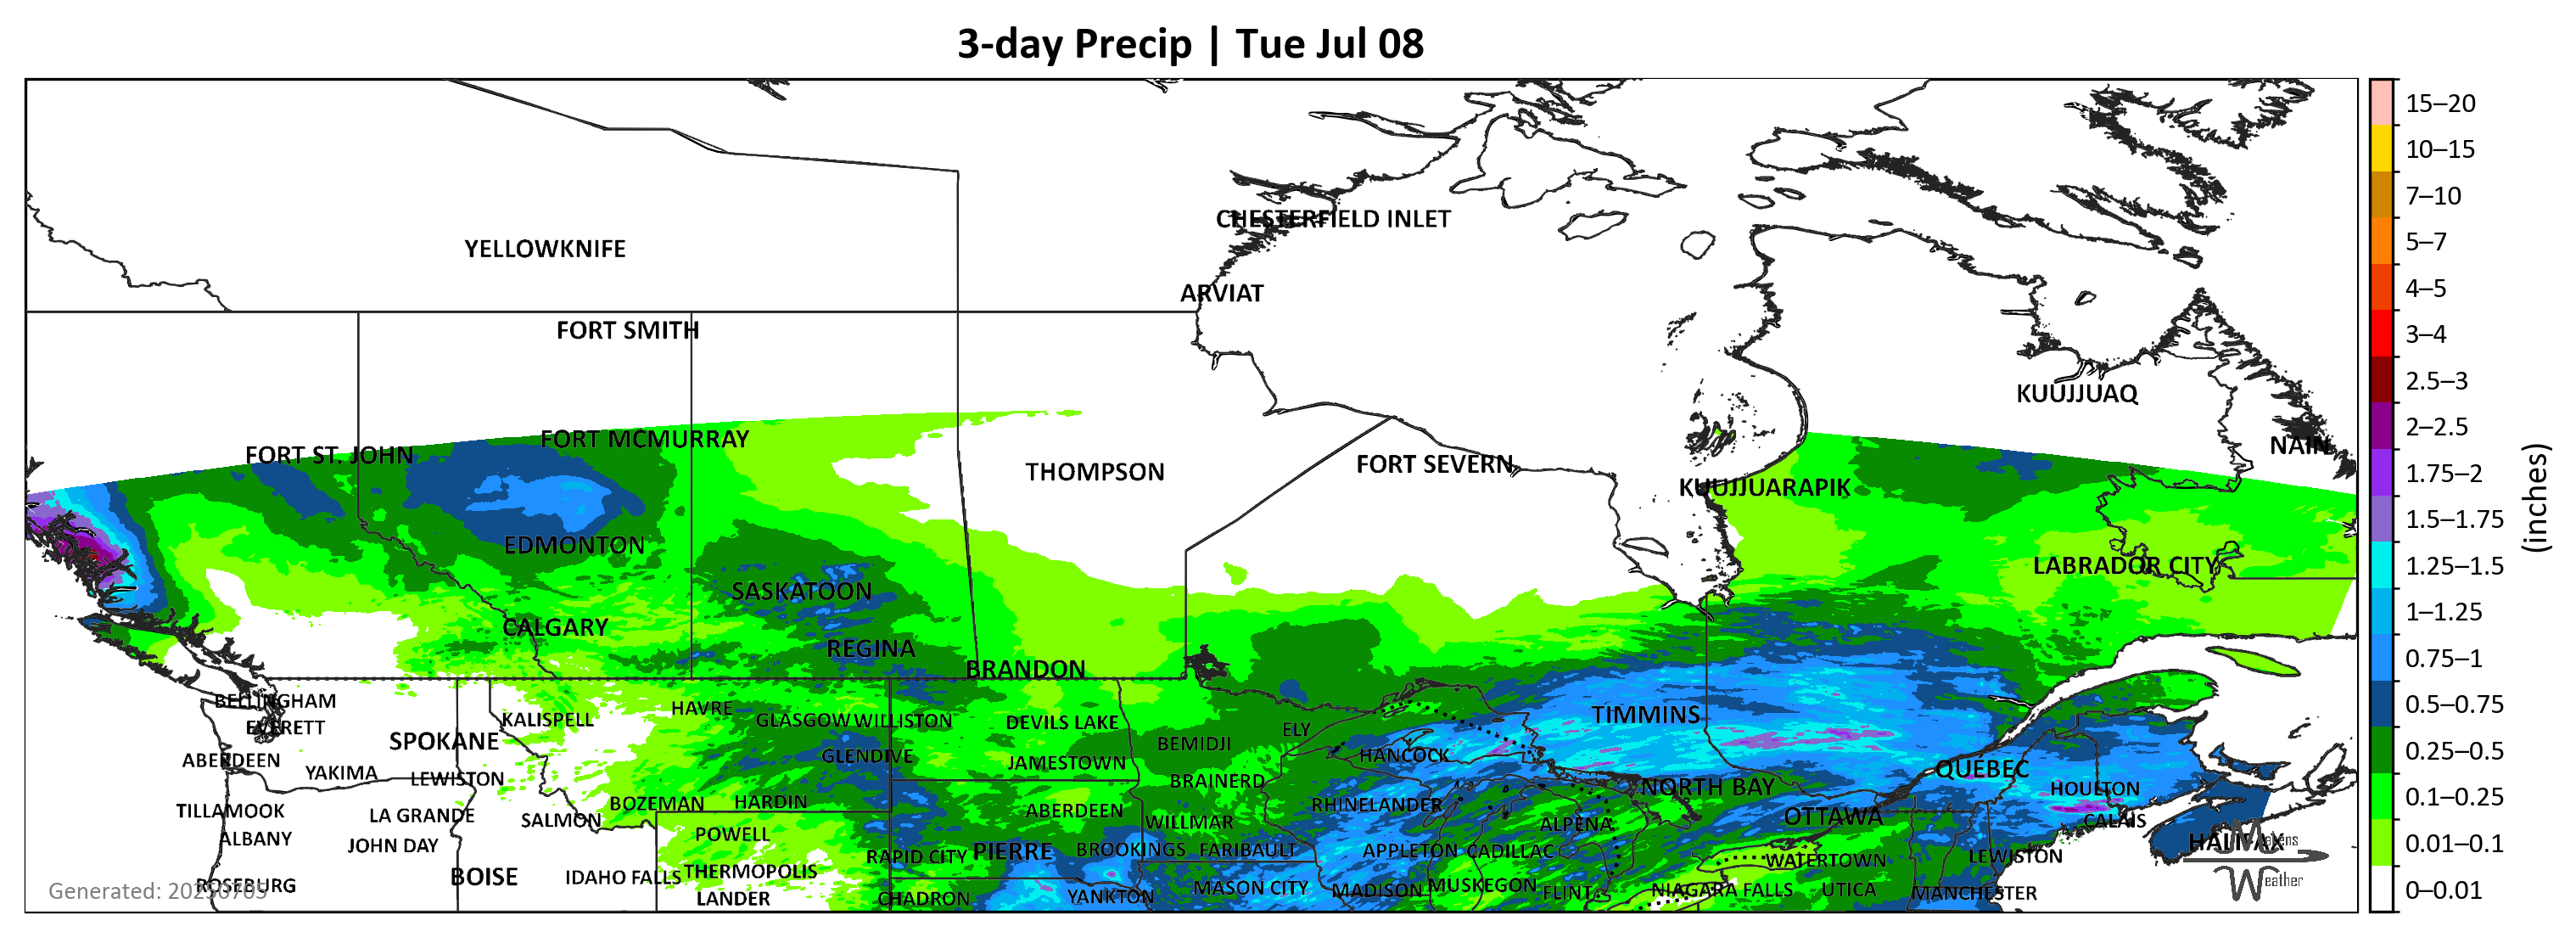 3-day Precip | Tue Jul 08
CHESTERFIELD INLET
YELLOWKNIFE
ARVIAT
FORT SMITH
KUUJJUAQ
FORT MCMURRAY
NAIN
FORT ST. JOHN
FORT SEVERN
THOMPSON
KUUJJUARAPIK
EDMONTON
LABRADOR CITY
SASKATOON
CALGARY
REGINA
BRANDON
BELLINGHAM
HAVRE
TIMMINS
KALISPELL
GLASGOW WILLISTON
DEVILS LAKE
EVERETT
ELY
SPOKANE
BEMIDJI
GLENDIVE
HANCOCK
ABERDEEN
JAMESTOWN
QUÉBEC
YAKIMA
LEWISTON
BRAINERD
NORTH BAY
HOULTON
BOZEMAN
HARDIN
RHINELANDER
TILLAMOOK
ABERDEEN
LA GRANDE
OTTAWA
SALMON
WILLMAR
CALAIS
ALPENA
POWELL
ALBANY
HALIFAX
Mathens
JOHN DAY
PIERRE
BROOKINGS
FARIBAULT
APPLETON
CADILLAC
RAPID CITY
LEWISTON
WATERTOWN
THERMOPOLIS
BOISE
IDAHO FALLS
Weather
ROSEBURG
MUSKEGON
MASON CITY
Generated: 20250705
MADISON
NIAGARA FALLS
UTICA
FLINT
MANCHESTER
YANKTON
LANDER
CHADRON
15–20
10–15
7–10
5–7
4–5
3–4
2.5–3
2–2.5
1.75–2
1.5–1.75
1.25–1.5
1–1.25
0.75–1
0.5–0.75
0.25–0.5
0.1–0.25
0.01–0.1
0–0.01
(inches)